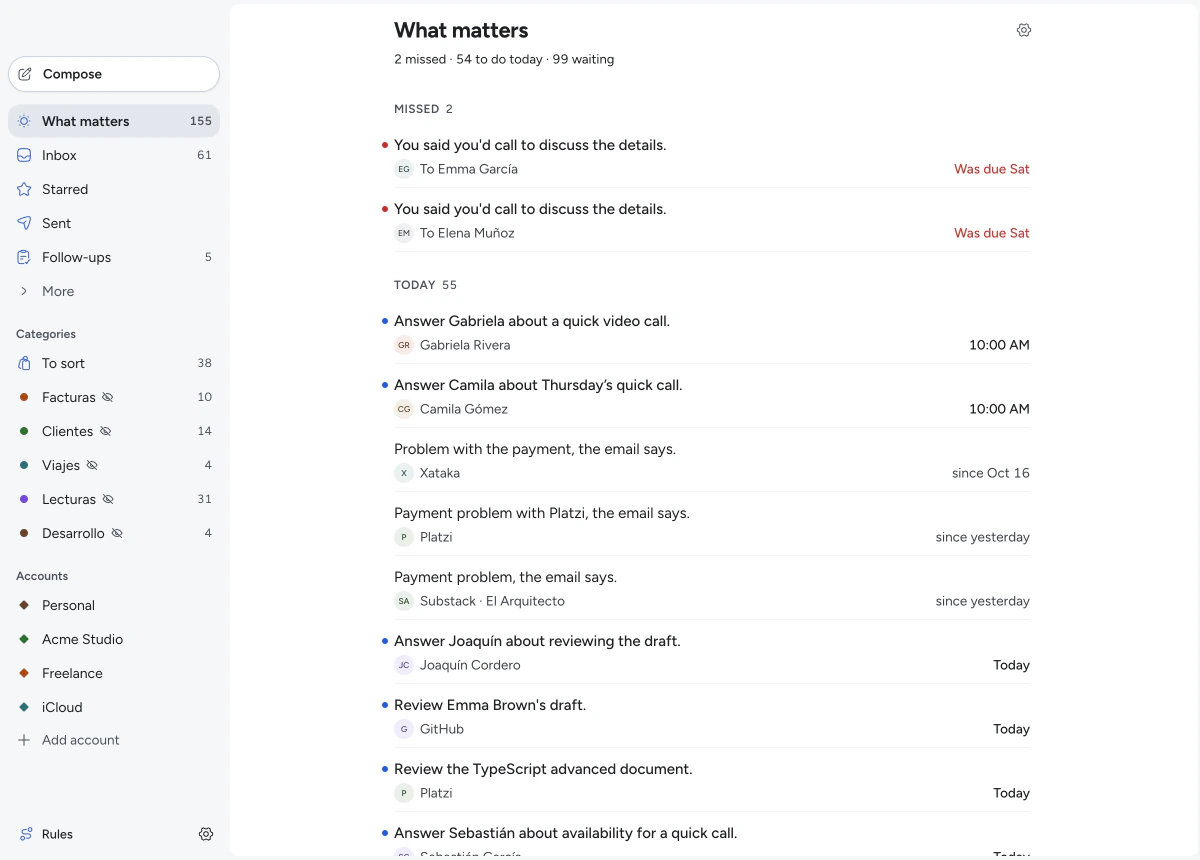 Compose
What matters 155
Inbox 61
Starred
Sent
Follow-ups 5
More
Categories
To sort 38
Facturas 10
Clientes 14
Viajes 4
Lecturas 31
Desarrollo 4
Accounts
Personal
Acme Studio
Freelance
iCloud
Add account
Rules
What matters
2 missed · 54 to do today · 99 waiting
MISSED 2
You said you'd call to discuss the details.
EG To Emma García Was due Sat
You said you'd call to discuss the details.
EM To Elena Muñoz Was due Sat
TODAY 55
Answer Gabriela about a quick video call.
GR Gabriela Rivera 10:00 AM
Answer Camila about Thursday’s quick call.
CG Camila Gómez 10:00 AM
Problem with the payment, the email says.
X Xataka since Oct 16
Payment problem with Platzi, the email says.
P Platzi since yesterday
Payment problem, the email says.
SA Substack · El Arquitecto since yesterday
Answer Joaquín about reviewing the draft.
JC Joaquín Cordero Today
Review Emma Brown's draft.
G GitHub Today
Review the TypeScript advanced document.
P Platzi Today
Answer Sebastián about availability for a quick call.
Sebastián García Today